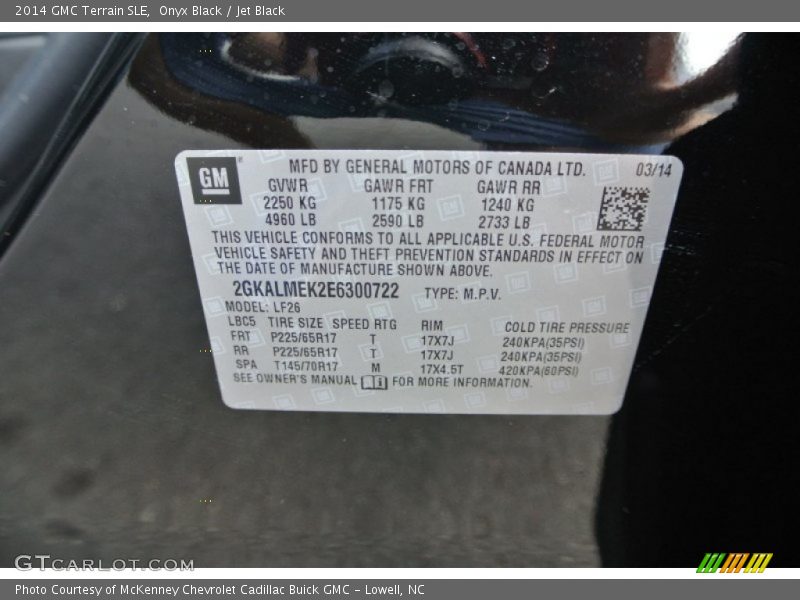 2014 GMC Terrain SLE, Onyx Black / Jet Black
GM
MFD BY GENERAL MOTORS OF CANADA LTD. 03/14
GVWR GAWR FRT GAWR RR
2250 KG 1175 KG 1240 KG
4960 LB 2590 LB 2733 LB
THIS VEHICLE CONFORMS TO ALL APPLICABLE U.S. FEDERAL MOTOR
VEHICLE SAFETY AND THEFT PREVENTION STANDARDS IN EFFECT ON
THE DATE OF MANUFACTURE SHOWN ABOVE.
2GKALMEK2E6300722 TYPE: M.P.V.
MODEL: LF26
LBC5 TIRE SIZE SPEED RTG RIM COLD TIRE PRESSURE
FRT P225/65R17 T 17X7J 240KPA(35PSI)
RR P225/65R17 T 17X7J 240KPA(35PSI)
SPA T145/70R17 M 17X4.5T 420KPA(60PSI)
SEE OWNER'S MANUAL FOR MORE INFORMATION.
GTCARLOT.COM
Photo Courtesy of McKenney Chevrolet Cadillac Buick GMC - Lowell, NC